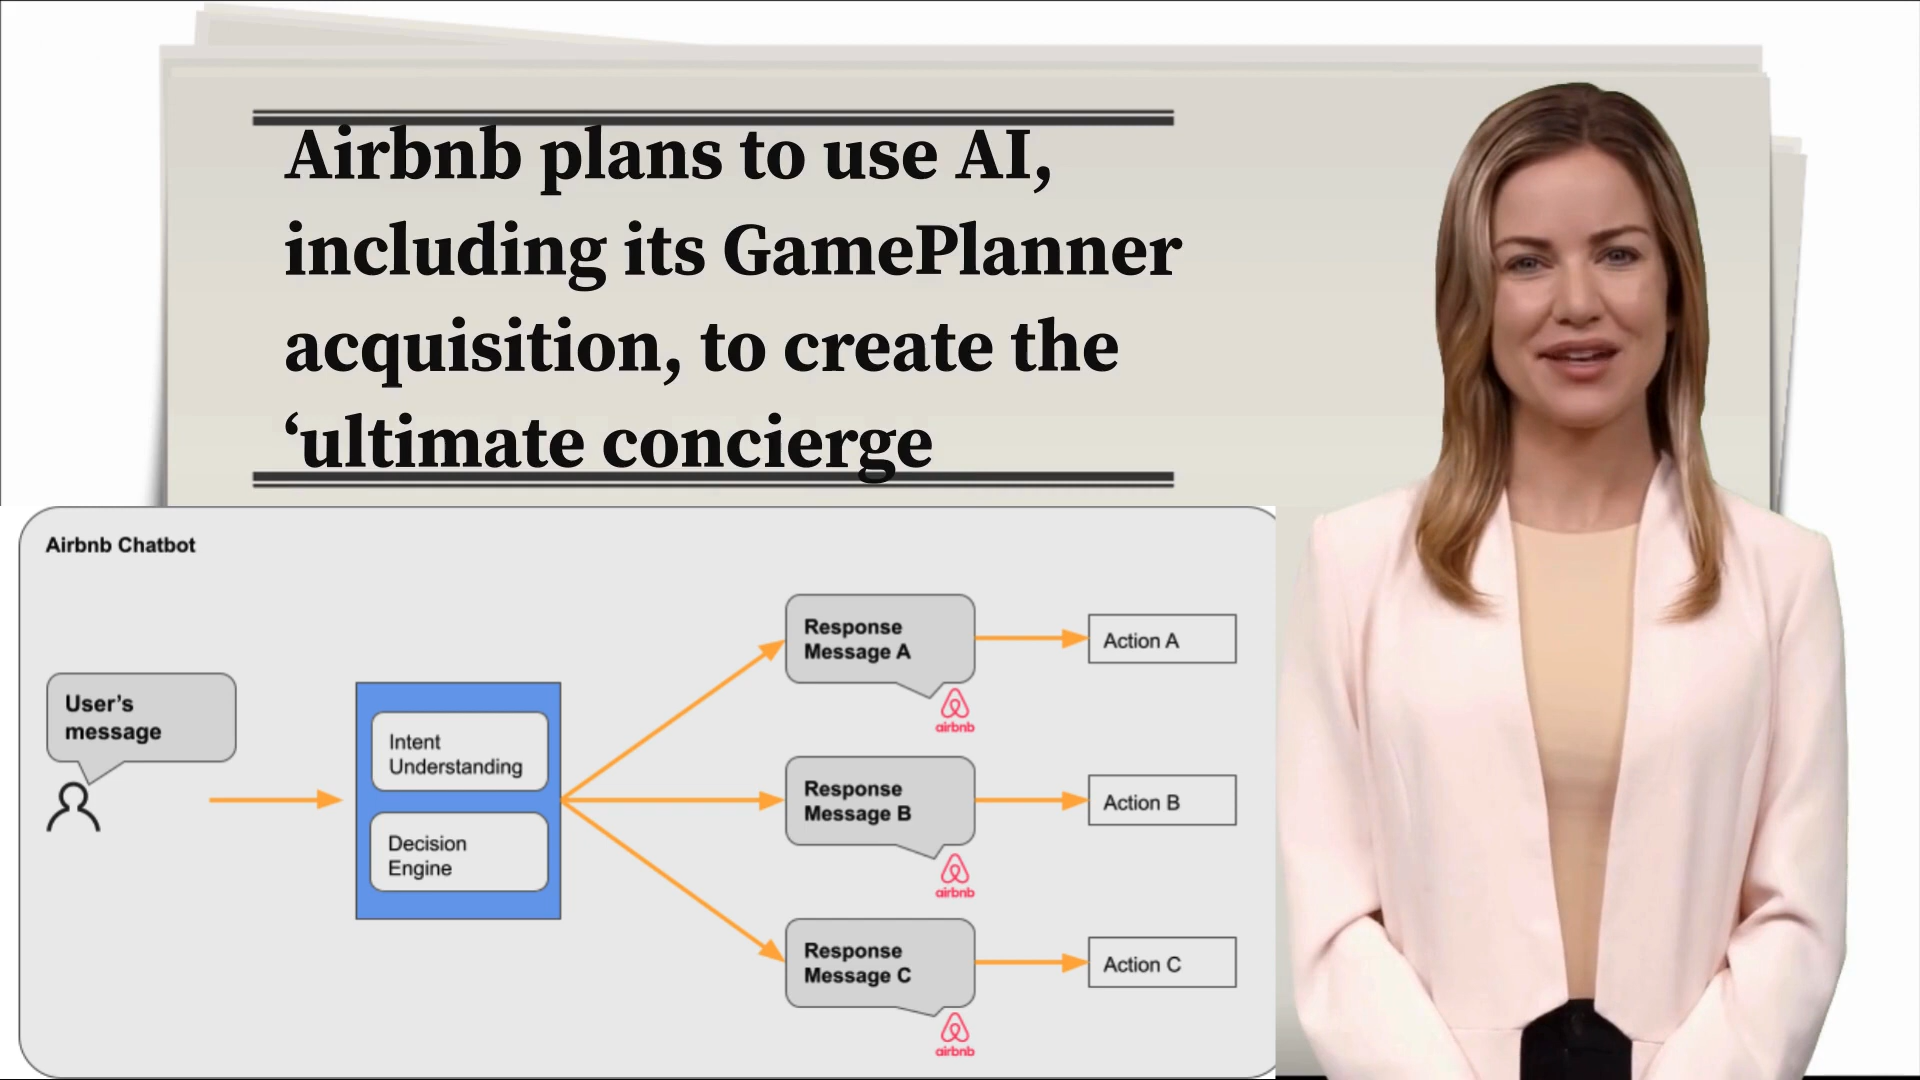 Airbnb plans to use AI,
including its GamePlanner
acquisition, to create the
‘ultimate concierge
Airbnb Chatbot
User’s
message
Intent
Understanding
Decision
Engine
Response
Message A
airbnb
Action A
Response
Message B
airbnb
Action B
Response
Message C
airbnb
Action C